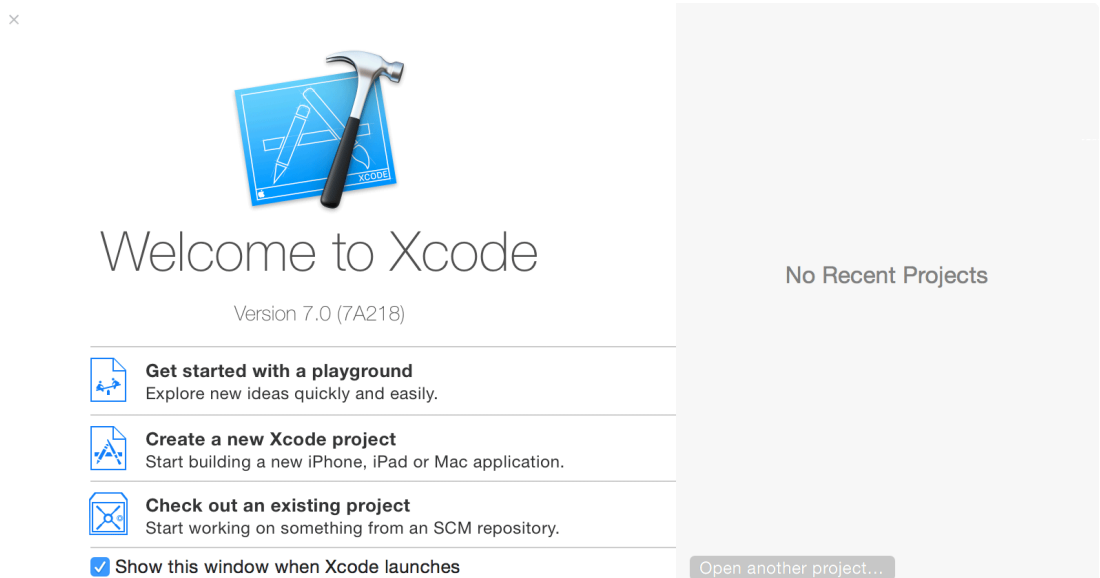 XCODE
Welcome to Xcode
Version 7.0 (7A218)
Get started with a playground
Explore new ideas quickly and easily.
Create a new Xcode project
Start building a new iPhone, iPad or Mac application.
Check out an existing project
Start working on something from an SCM repository.
Show this window when Xcode launches
No Recent Projects
Open another project...